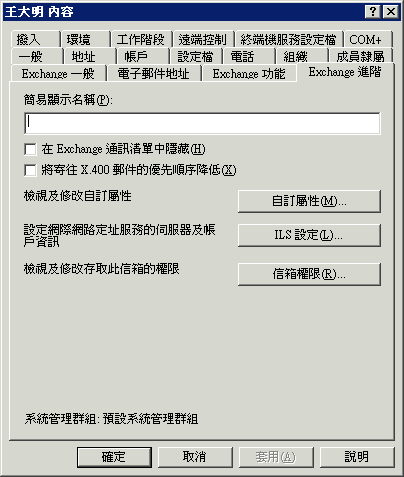 王大明 內容
撥入 環境 工作階段 遠端控制 終端機服務設定檔 COM+
一般 地址 帳戶 設定檔 電話 組織 成員隸屬
Exchange 一般 電子郵件地址 Exchange 功能 Exchange 進階
簡易顯示名稱(P):
在 Exchange 通訊清單中隱藏(H)
將寄往 X.400 郵件的優先順序降低(X)
檢視及修改自訂屬性 自訂屬性(M)...
設定網際網路定址服務的伺服器及帳
戶資訊 ILS 設定(L)...
檢視及修改存取此信箱的權限 信箱權限(R)...
系統管理群組: 預設系統管理群組
確定 取消 套用(A) 說明